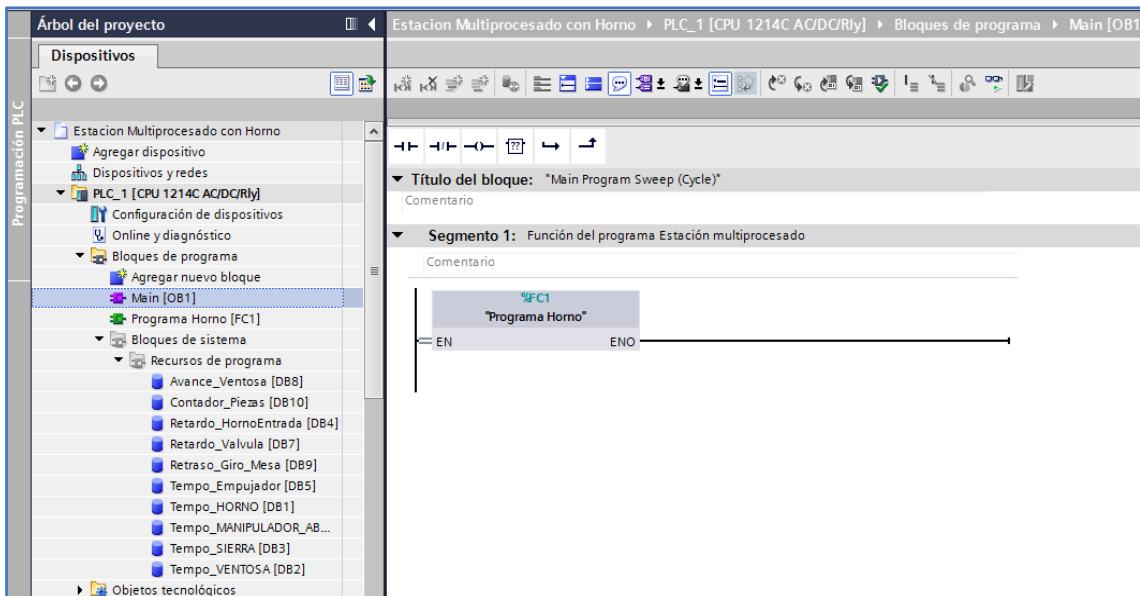 Árbol del proyecto
Estacion Multiprocesado con Horno PLC_1 [CPU 1214C AC/DC/Rly] Bloques de programa Main [OB1
Dispositivos
Programación PLC
Estacion Multiprocesado con Horno
Agregar dispositivo
Dispositivos y redes
PLC_1 [CPU 1214C AC/DC/Rly]
Configuración de dispositivos
Online y diagnóstico
Bloques de programa
Agregar nuevo bloque
Main [OB1]
Programa Horno [FC1]
Bloques de sistema
Recursos de programa
Avance_Ventosa [DB8]
Contador_Piezas [DB10]
Retardo_HornoEntrada [DB4]
Retardo_Valvula [DB7]
Retraso_Giro_Mesa [DB9]
Tempo_Empujador [DB5]
Tempo_HORNO [DB1]
Tempo_MANIPULADOR_AB...
Tempo_SIERRA [DB3]
Tempo_VENTOSA [DB2]
Objetos tecnológicos
??
Título del bloque: "Main Program Sweep (Cycle)"
Comentario
Segmento 1: Función del programa Estación multiprocesado
Comentario
%FC1
"Programa Horno"
EN ENO